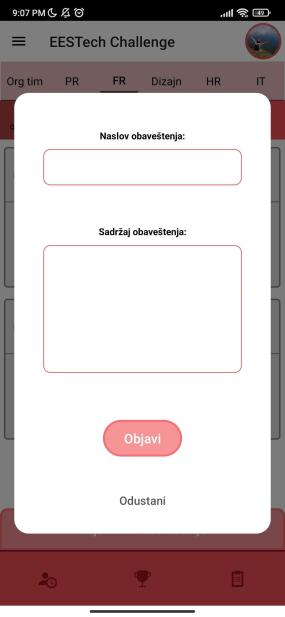 9:07 PM
49
EESTech Challenge
Org tim PR FR Dizajn HR IT
Naslov obaveštenja:
Sadržaj obaveštenja:
Objavi
Odustani